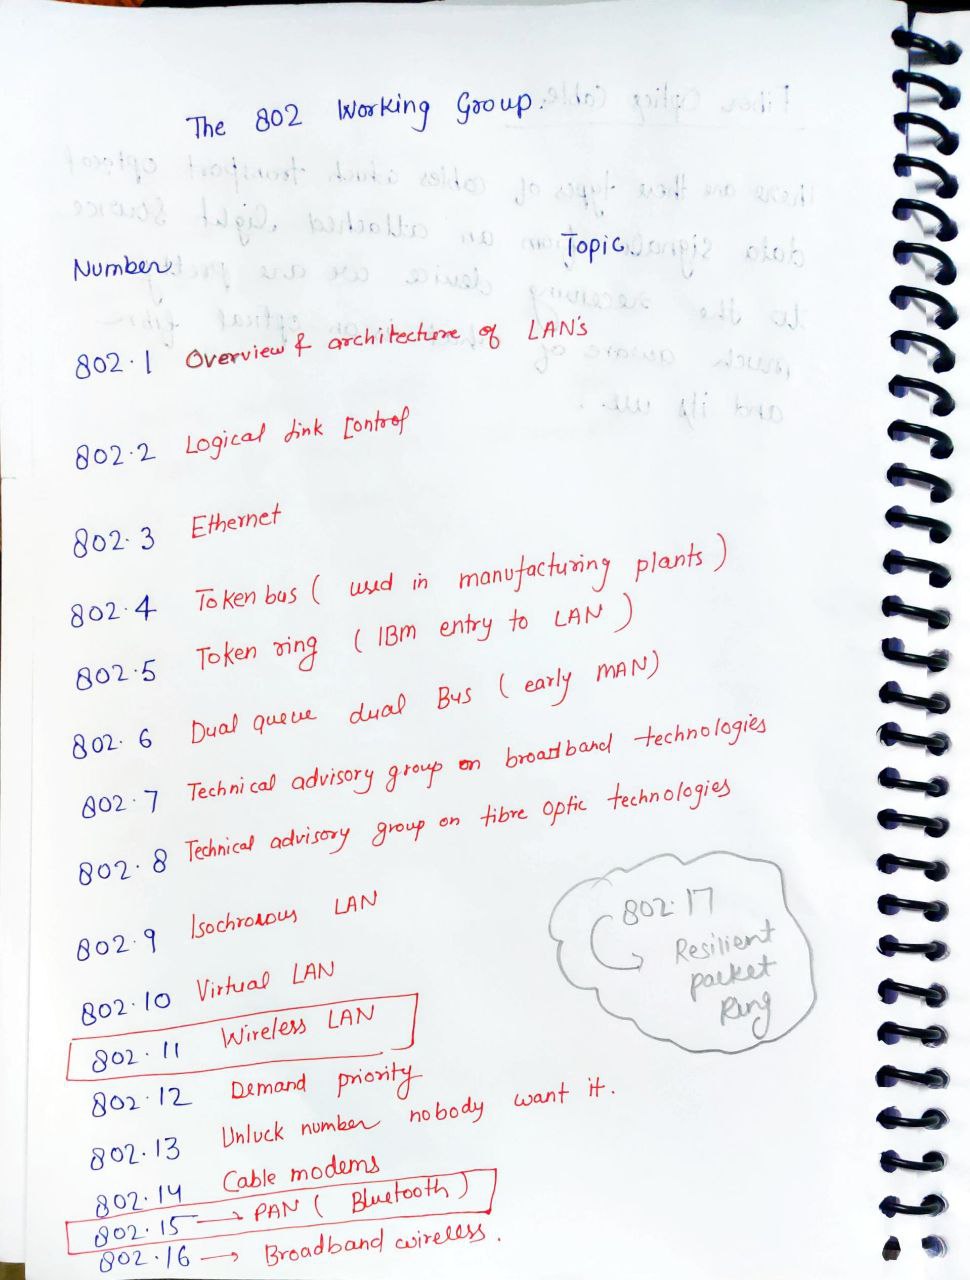 The 802 Working Group.
Number Topic
802.1 Overview & architecture of LAN's
802.2 Logical Link Control
802.3 Ethernet
802.4 Token bus ( used in manufacturing plants )
802.5 Token ring ( IBM entry to LAN )
802.6 Dual queue dual Bus ( early MAN )
802.7 Technical advisory group on broadband technologies
802.8 Technical advisory group on fibre optic technologies
802.9 Isochronous LAN
802.10 Virtual LAN
802.11 Wireless LAN
802.12 Demand priority
802.13 Unluck number nobody want it.
802.14 Cable modems
802.15 → PAN ( Bluetooth )
802.16 → Broadband wireless.
802.17
Resilient
packet
Ring